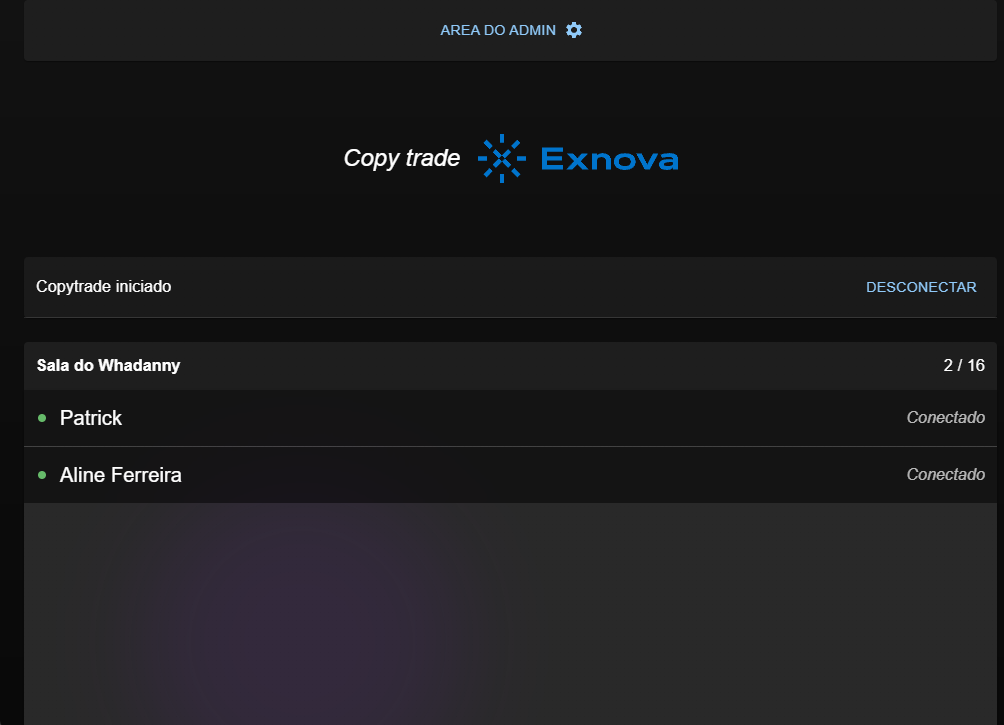 AREA DO ADMIN
Copy trade Exnova
Copytrade iniciado DESCONECTAR
Sala do Whadanny 2 / 16
Patrick Conectado
Aline Ferreira Conectado